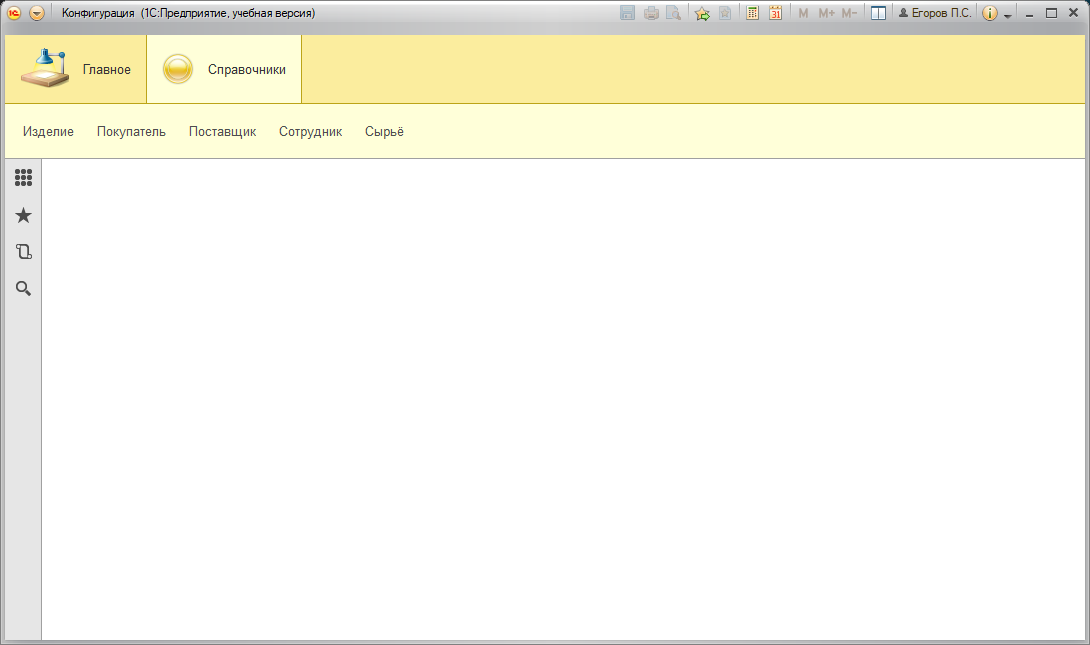 Конфигурация (1С:Предприятие, учебная версия) M M+ M- Егоров П.С.
Главное Справочники
Изделие Покупатель Поставщик Сотрудник Сырьё